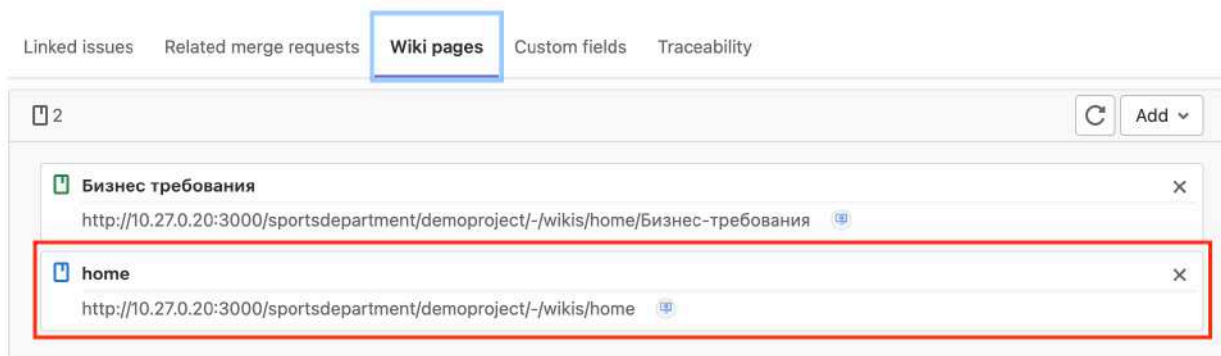 Linked issues Related merge requests Wiki pages Custom fields Traceability
2 Add
Бизнес требования
http://10.27.0.20:3000/sportsdepartment/demoproject/-/wikis/home/Бизнес-требования
home
http://10.27.0.20:3000/sportsdepartment/demoproject/-/wikis/home